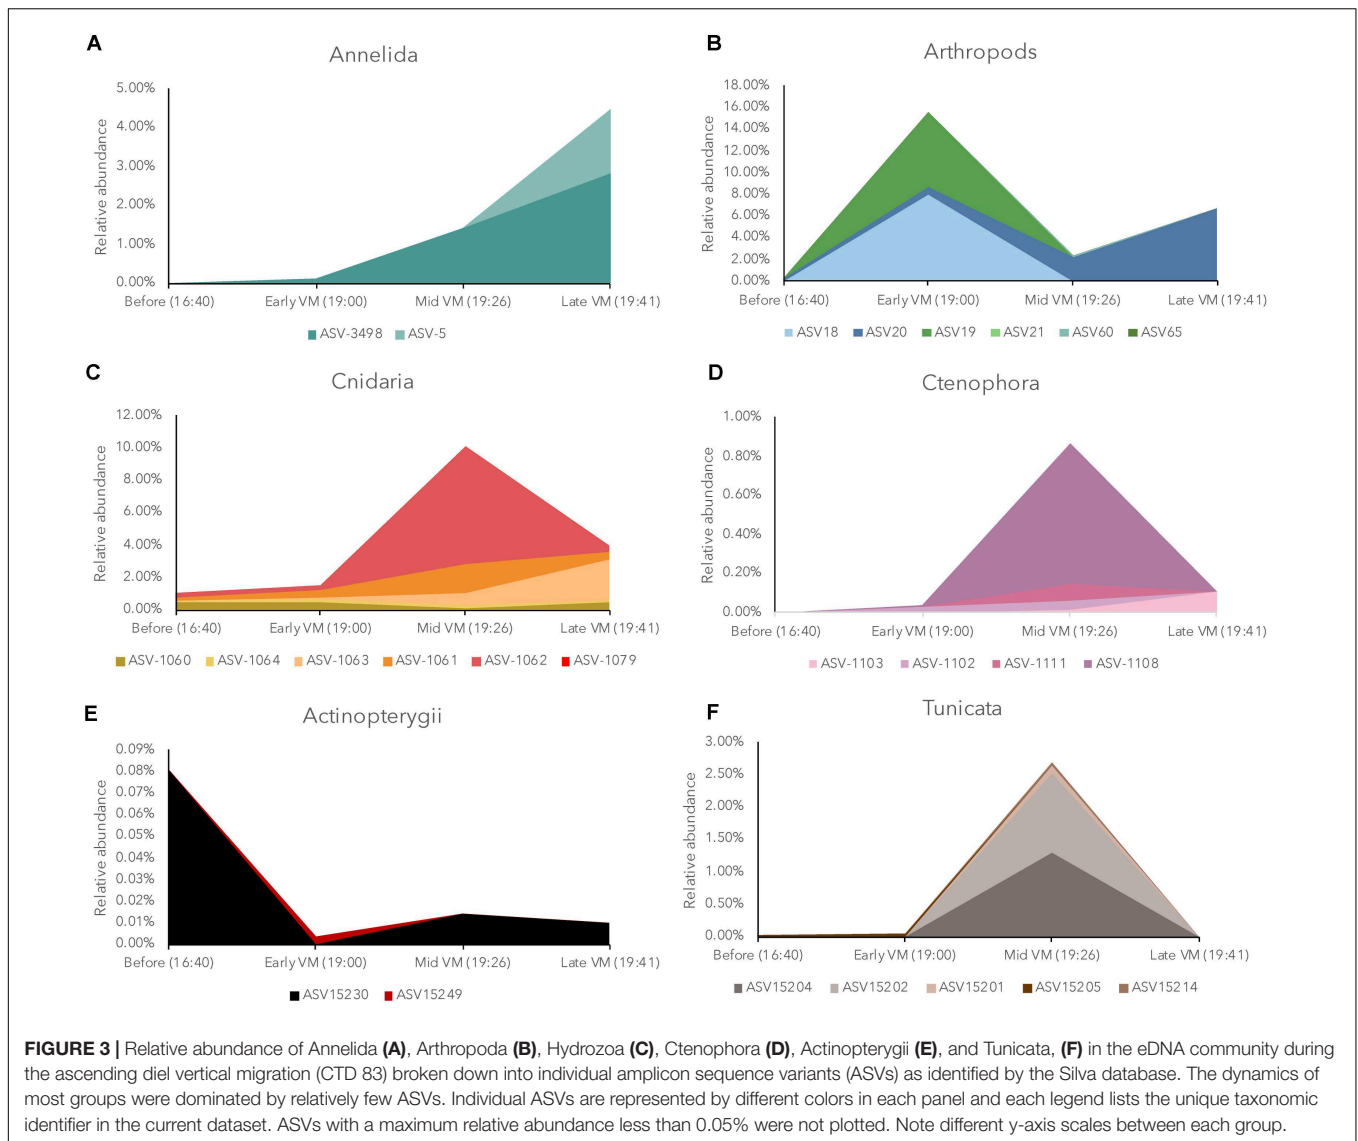 A
Annelida
5.00%
4.00%
3.00%
2.00%
1.00%
0.00%
Relative abundance
Before (16:40) Early VM (19:00) Mid VM (19:26) Late VM (19:41)
ASV-3498 ASV-5
B
Arthropods
18.00%
16.00%
14.00%
12.00%
10.00%
8.00%
6.00%
4.00%
2.00%
0.00%
Relative abundance
Before (16:40) Early VM (19:00) Mid VM (19:26) Late VM (19:41)
ASV18 ASV20 ASV19 ASV21 ASV60 ASV65
C
Cnidaria
12.00%
10.00%
8.00%
6.00%
4.00%
2.00%
0.00%
Relative abundance
Before (16:40) Early VM (19:00) Mid VM (19:26) Late VM (19:41)
ASV-1060 ASV-1064 ASV-1063 ASV-1061 ASV-1062 ASV-1079
D
Ctenophora
1.00%
0.80%
0.60%
0.40%
0.20%
0.00%
Relative abundance
Before (16:40) Early VM (19:00) Mid VM (19:26) Late VM (19:41)
ASV-1103 ASV-1102 ASV-1111 ASV-1108
E
Actinopterygii
0.09%
0.08%
0.07%
0.06%
0.05%
0.04%
0.03%
0.02%
0.01%
0.00%
Relative abundance
Before (16:40) Early VM (19:00) Mid VM (19:26) Late VM (19:41)
ASV15230 ASV15249
F
Tunicata
3.00%
2.50%
2.00%
1.50%
1.00%
0.50%
0.00%
Relative abundance
Before (16:40) Early VM (19:00) Mid VM (19:26) Late VM (19:41)
ASV15204 ASV15202 ASV15201 ASV15205 ASV15214
FIGURE 3 | Relative abundance of Annelida (A), Arthropoda (B), Hydrozoa (C), Ctenophora (D), Actinopterygii (E), and Tunicata, (F) in the eDNA community during
the ascending diel vertical migration (CTD 83) broken down into individual amplicon sequence variants (ASVs) as identified by the Silva database. The dynamics of
most groups were dominated by relatively few ASVs. Individual ASVs are represented by different colors in each panel and each legend lists the unique taxonomic
identifier in the current dataset. ASVs with a maximum relative abundance less than 0.05% were not plotted. Note different y-axis scales between each group.